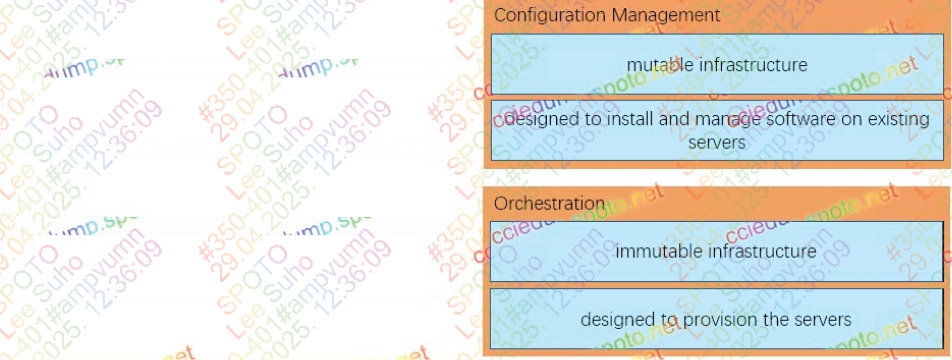 Configuration Management
mutable infrastructure
designed to install and manage software on existing
servers
Orchestration
immutable infrastructure
designed to provision the servers